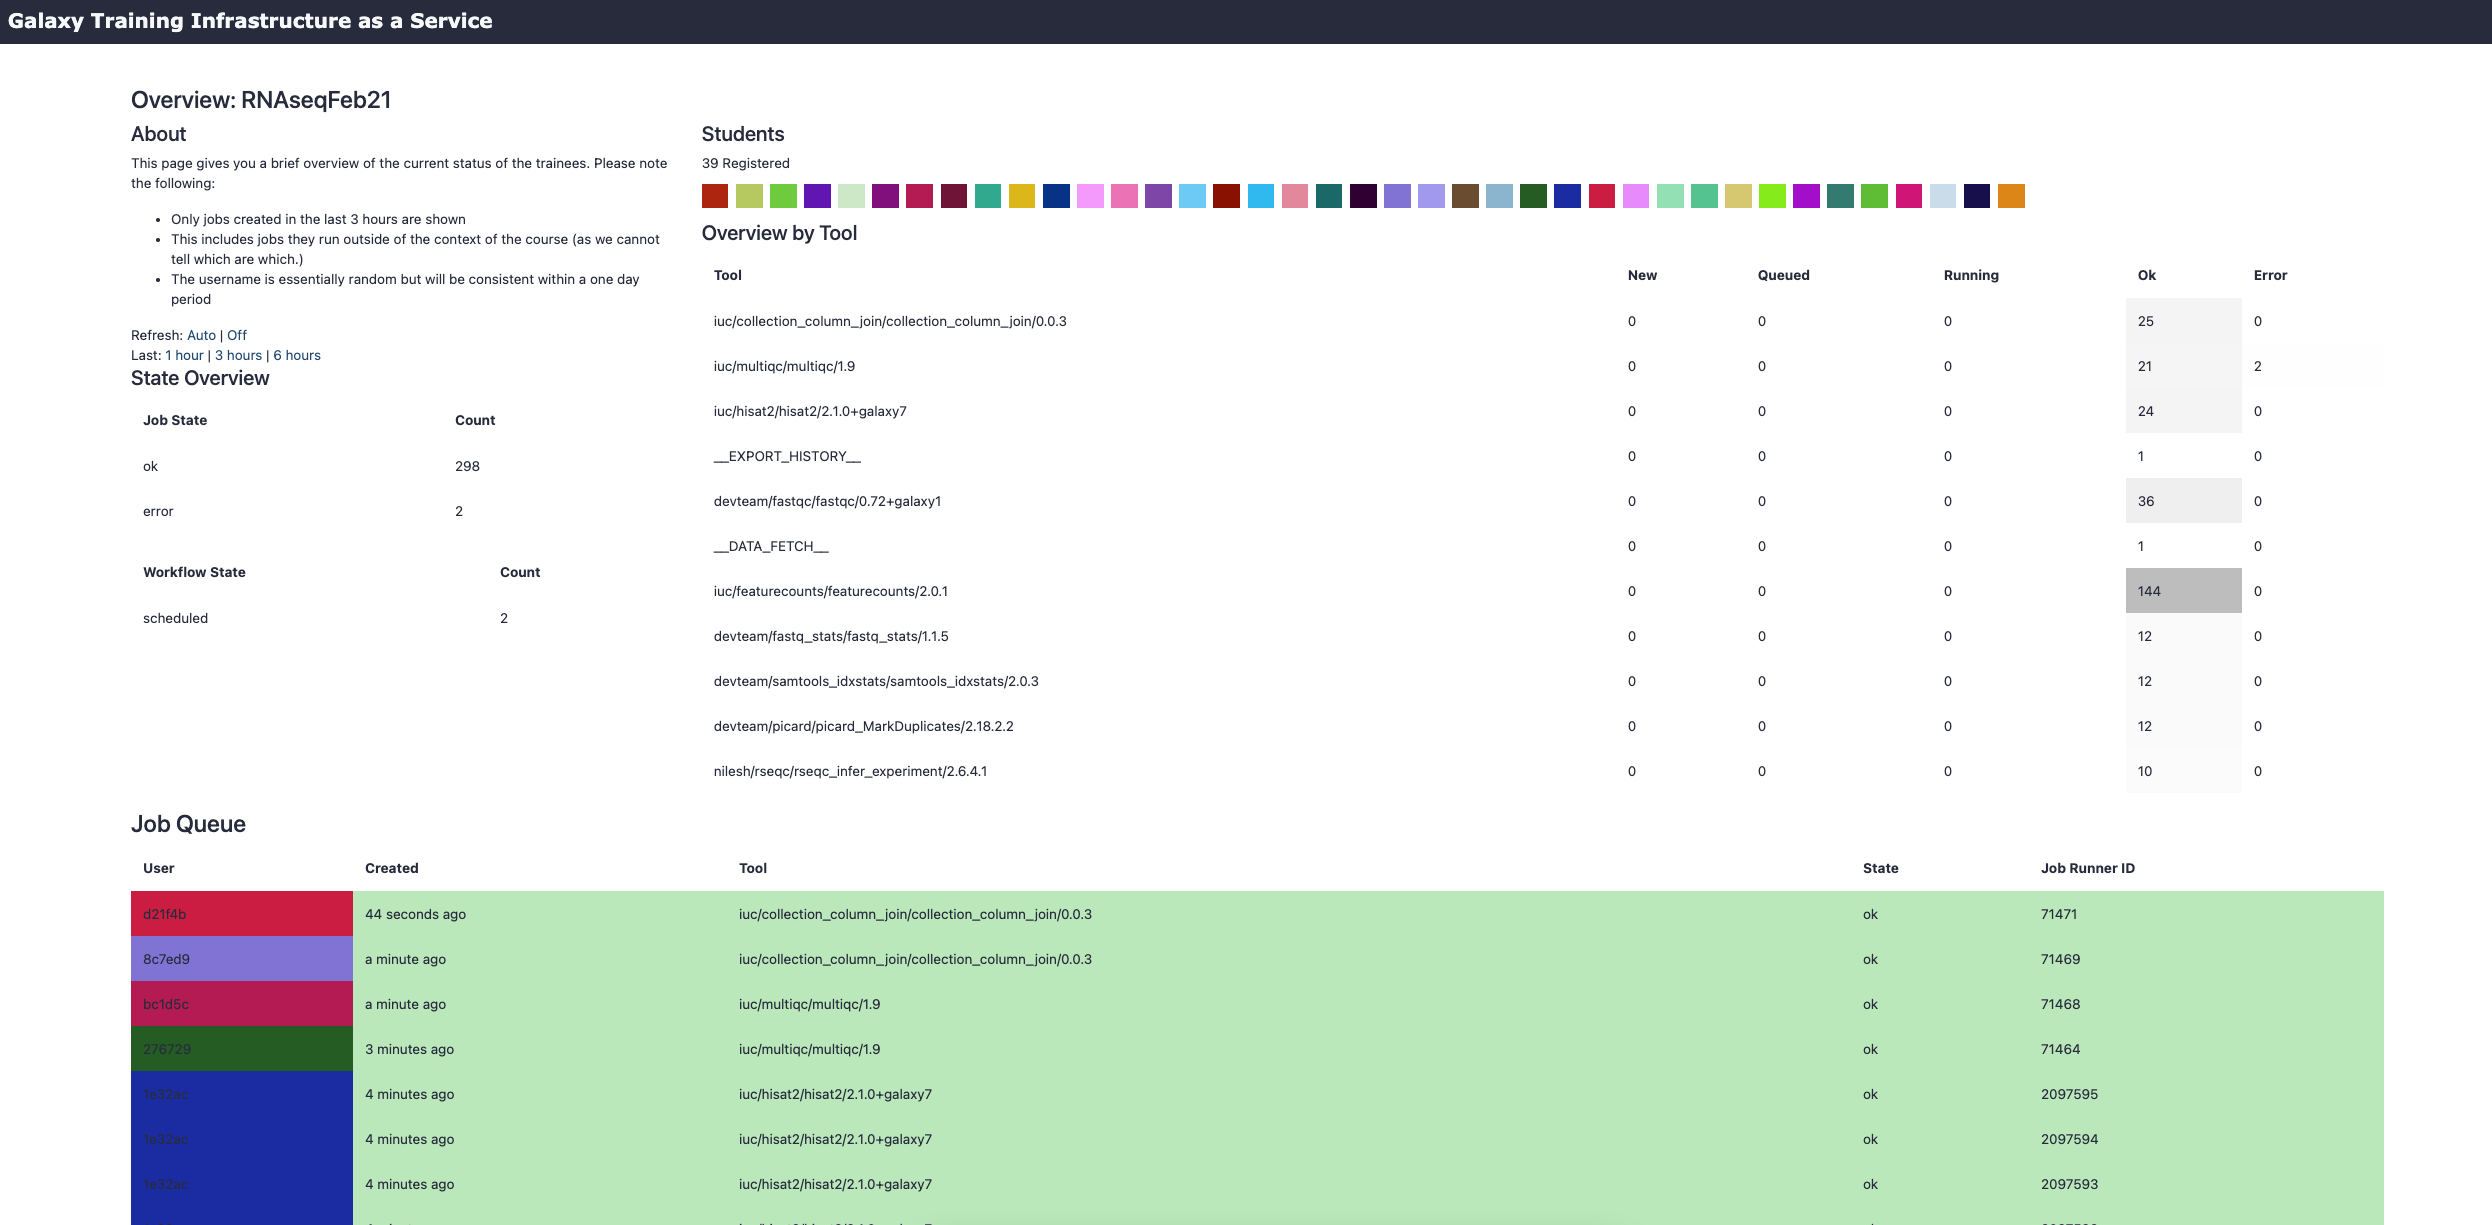 Galaxy Training Infrastructure as a Service
Overview: RNAseqFeb21
About
This page gives you a brief overview of the current status of the trainees. Please note
the following:
• Only jobs created in the last 3 hours are shown
• This includes jobs they run outside of the context of the course (as we cannot
tell which are which.)
• The username is essentially random but will be consistent within a one day
period
Refresh: Auto | Off
Last: 1 hour | 3 hours | 6 hours
State Overview
Job State Count
ok 298
error 2
Workflow State Count
scheduled 2
Students
39 Registered
Overview by Tool
Tool New Queued Running Ok Error
iuc/collection_column_join/collection_column_join/0.0.3 0 0 0 25 0
iuc/multiqc/multiqc/1.9 0 0 0 21 2
iuc/hisat2/hisat2/2.1.0+galaxy7 0 0 0 24 0
__EXPORT_HISTORY__ 0 0 0 1 0
devteam/fastqc/fastqc/0.72+galaxy1 0 0 0 36 0
__DATA_FETCH__ 0 0 0 1 0
iuc/featurecounts/featurecounts/2.0.1 0 0 0 144 0
devteam/fastq_stats/fastq_stats/1.1.5 0 0 0 12 0
devteam/samtools_idxstats/samtools_idxstats/2.0.3 0 0 0 12 0
devteam/picard/picard_MarkDuplicates/2.18.2.2 0 0 0 12 0
nilesh/rseqc/rseqc_infer_experiment/2.6.4.1 0 0 0 10 0
Job Queue
User Created Tool State Job Runner ID
d21f4b 44 seconds ago iuc/collection_column_join/collection_column_join/0.0.3 ok 71471
8c7ed9 a minute ago iuc/collection_column_join/collection_column_join/0.0.3 ok 71469
bc1d5c a minute ago iuc/multiqc/multiqc/1.9 ok 71468
276729 3 minutes ago iuc/multiqc/multiqc/1.9 ok 71464
1e32ac 4 minutes ago iuc/hisat2/hisat2/2.1.0+galaxy7 ok 2097595
1e32ac 4 minutes ago iuc/hisat2/hisat2/2.1.0+galaxy7 ok 2097594
1e32ac 4 minutes ago iuc/hisat2/hisat2/2.1.0+galaxy7 ok 2097593